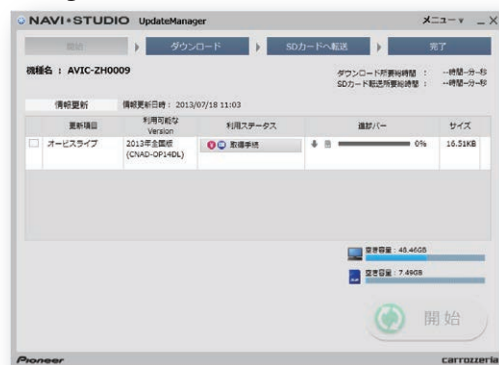 NAVI•STUDIO UpdateManager
メニュー
開始
ダウンロード
SDカードへ転送
完了
機種名 : AVIC-ZH0009
ダウンロード所要総時間 : --時間--分--秒
SDカード転送所要総時間 : --時間--分--秒
情報更新
情報更新日時 : 2013/07/18 11:03
更新項目
利用可能な
Version
利用ステータス
進捗バー
サイズ
オービスライブ
2013年全国版
(CNAD-OP14DL)
取得手続
0%
16.51KB
空き容量 : 48.46GB
空き容量 : 7.49GB
開始
Pioneer
carrozzeria